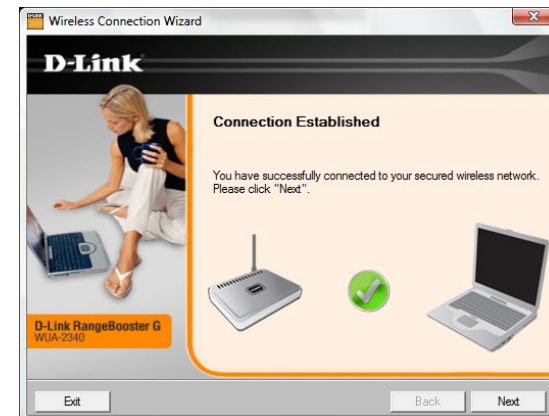 Wireless Connection Wizard
D-Link
Connection Established
You have successfully connected to your secured wireless network.
Please click "Next".
D-Link RangeBooster G
WUA-2340
Exit
Back
Next